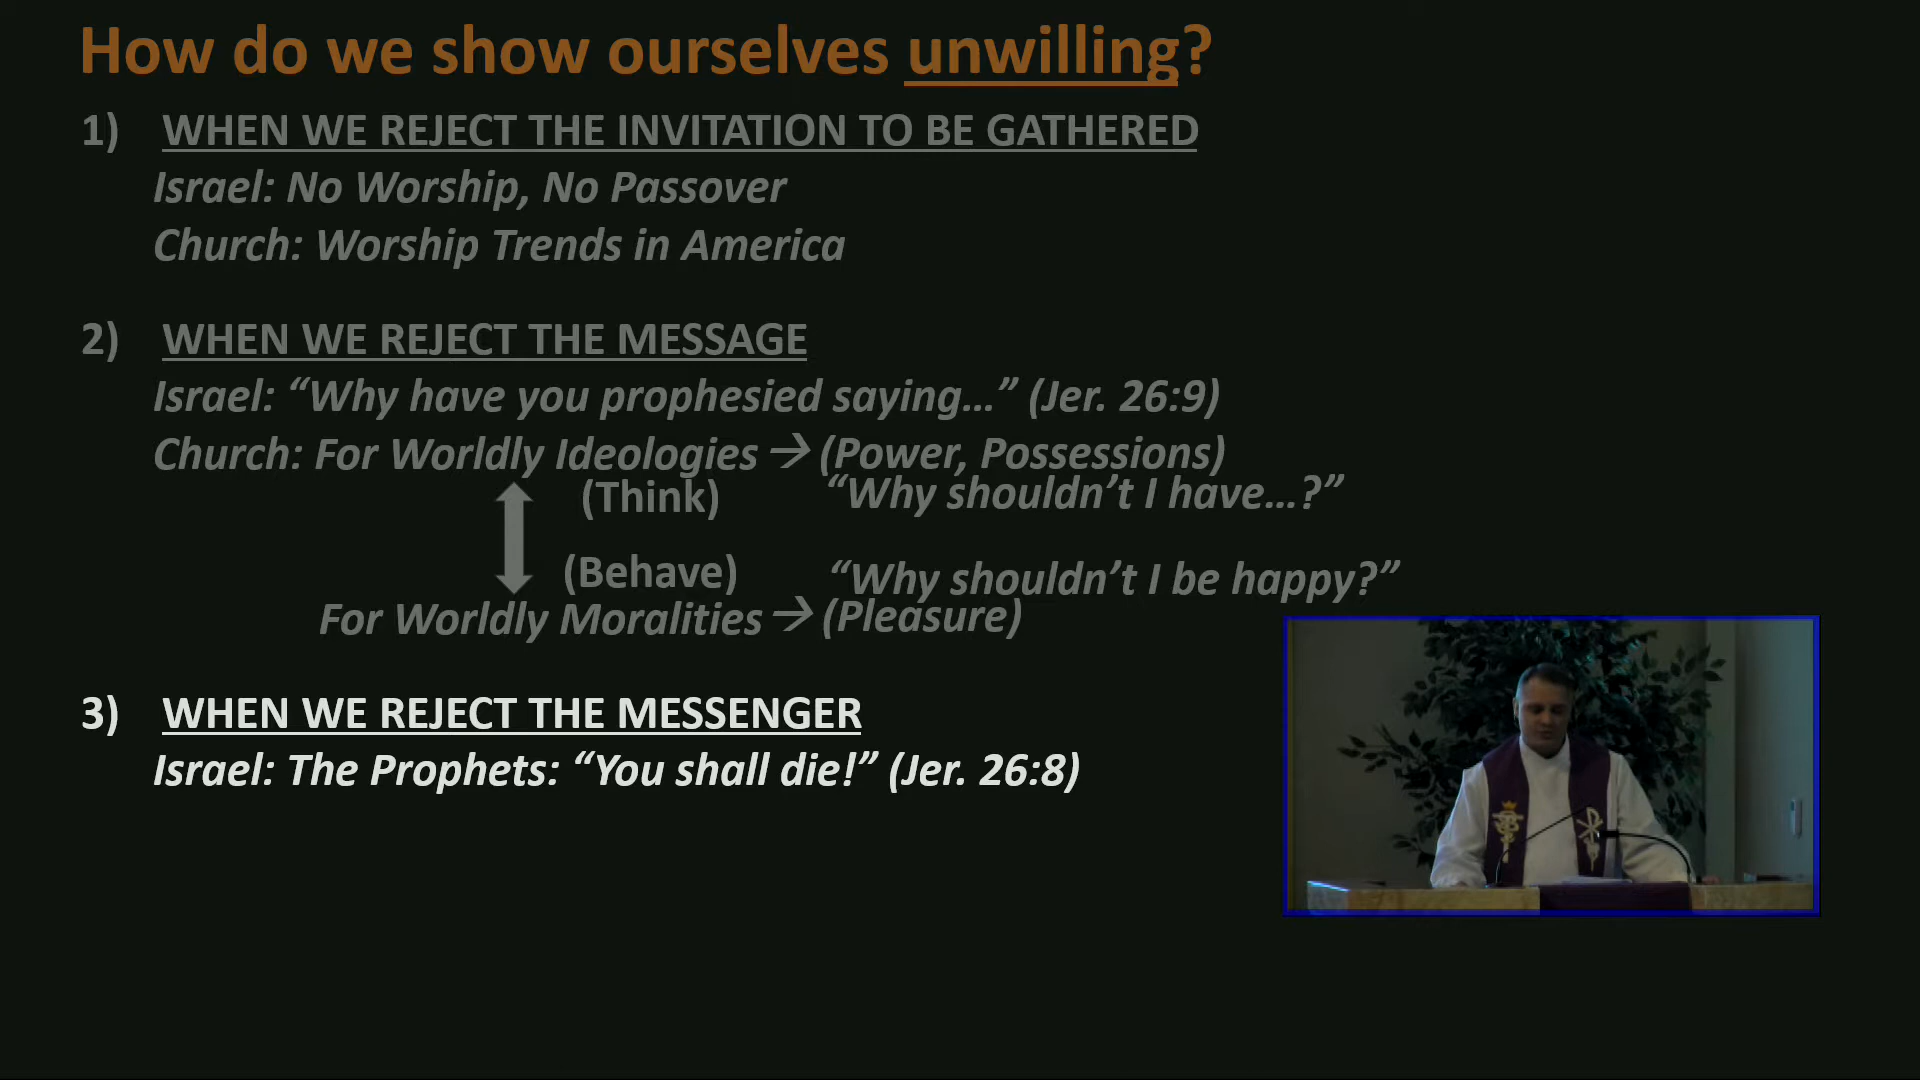 How do we show ourselves unwilling?
1) WHEN WE REJECT THE INVITATION TO BE GATHERED
Israel: No Worship, No Passover
Church: Worship Trends in America
2) WHEN WE REJECT THE MESSAGE
Israel: “Why have you prophesied saying…” (Jer. 26:9)
Church: For Worldly Ideologies → (Power, Possessions)
(Think) “Why shouldn’t I have…?”
(Behave) “Why shouldn’t I be happy?”
For Worldly Moralities → (Pleasure)
3) WHEN WE REJECT THE MESSENGER
Israel: The Prophets: “You shall die!” (Jer. 26:8)